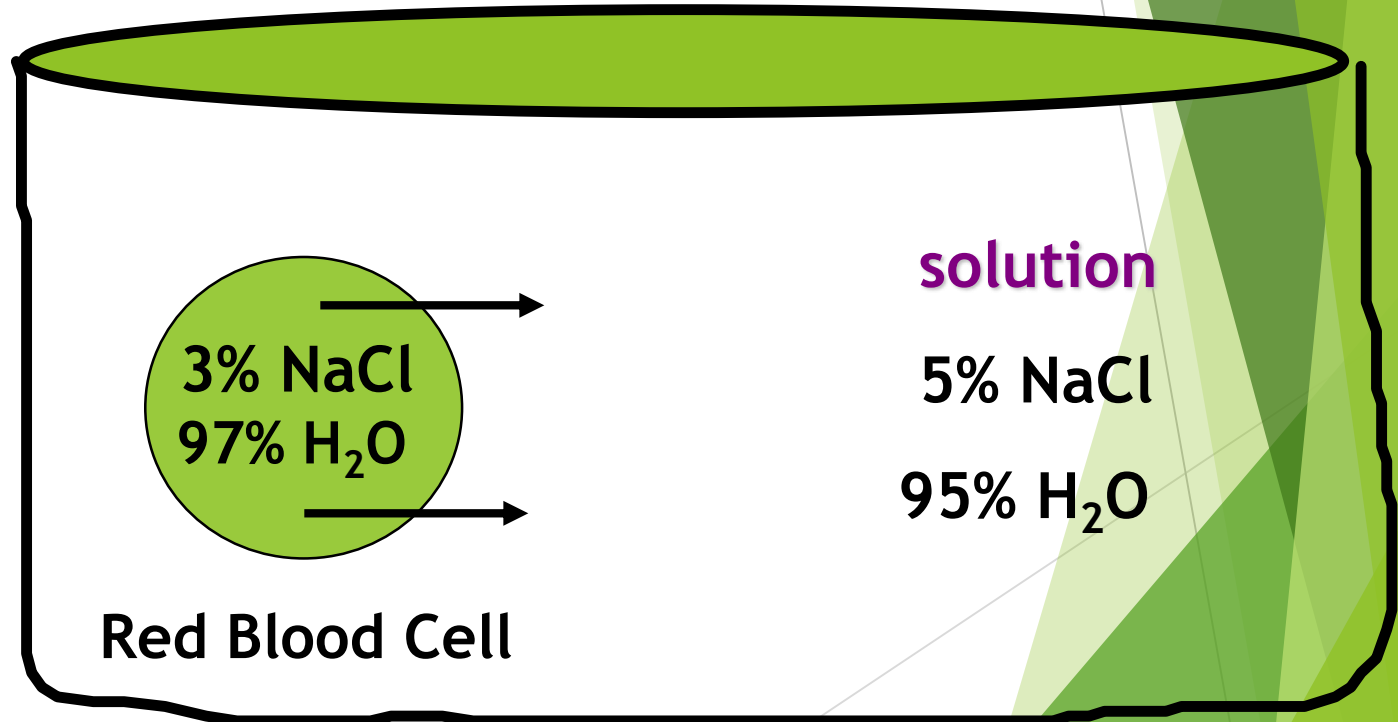 solution
3% NaCl
97% H₂O
5% NaCl
95% H₂O
Red Blood Cell